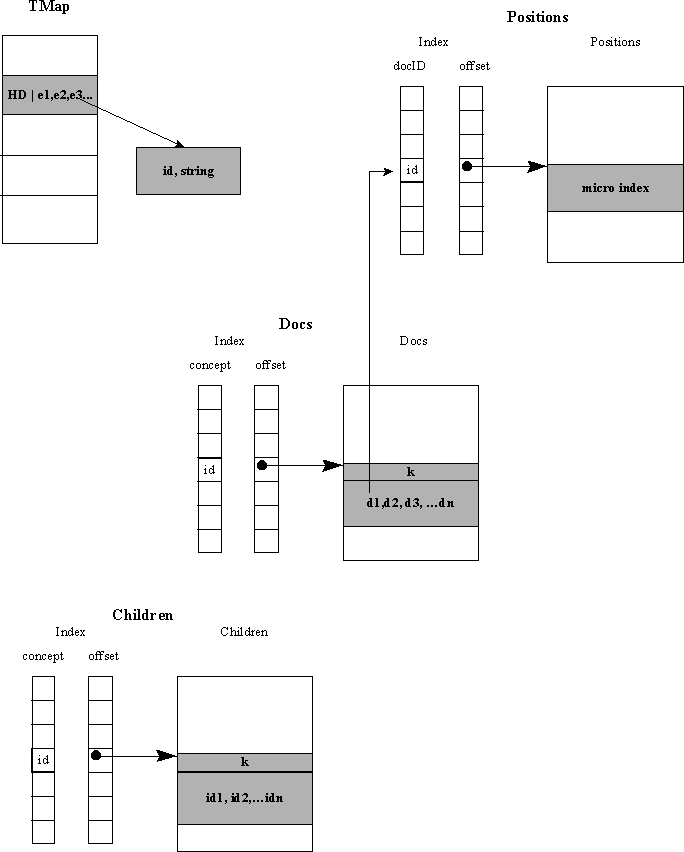 TMap
HD | e1,e2,e3...
id, string
Positions
Index
Positions
docID
offset
id
micro index
Docs
Index
Docs
concept
offset
id
k
d1,d2, d3, ...dn
Children
Index
Children
concept
offset
id
k
id1, id2,...idn